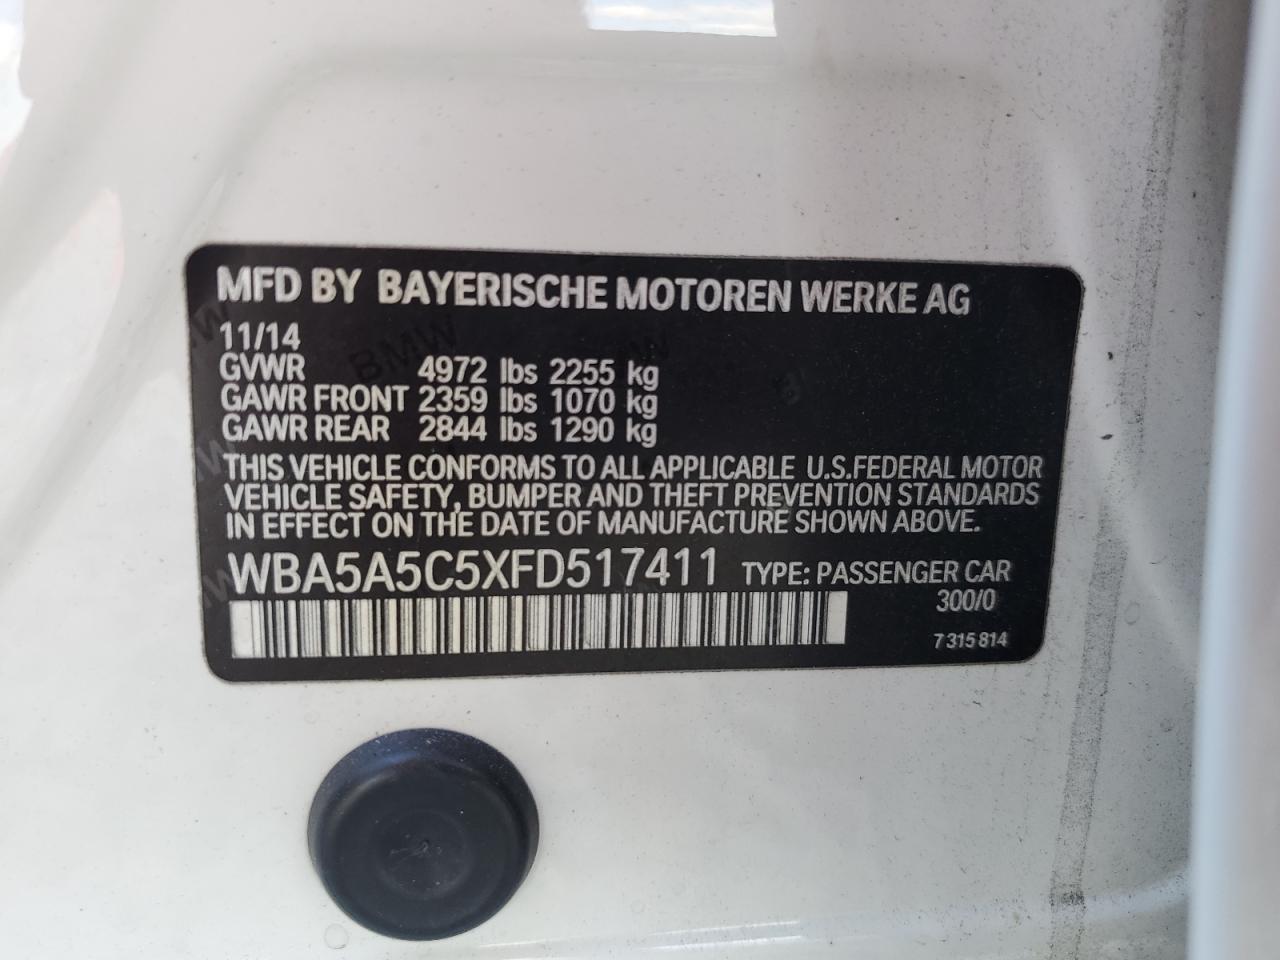 MFD BY BAYERISCHE MOTOREN WERKE AG
11/14
GVWR 4972 lbs 2255 kg
GAWR FRONT 2359 lbs 1070 kg
GAWR REAR 2844 lbs 1290 kg
THIS VEHICLE CONFORMS TO ALL APPLICABLE U.S.FEDERAL MOTOR
VEHICLE SAFETY, BUMPER AND THEFT PREVENTION STANDARDS
IN EFFECT ON THE DATE OF MANUFACTURE SHOWN ABOVE.
WBA5A5C5XFD517411 TYPE: PASSENGER CAR
300/0
7 315 814